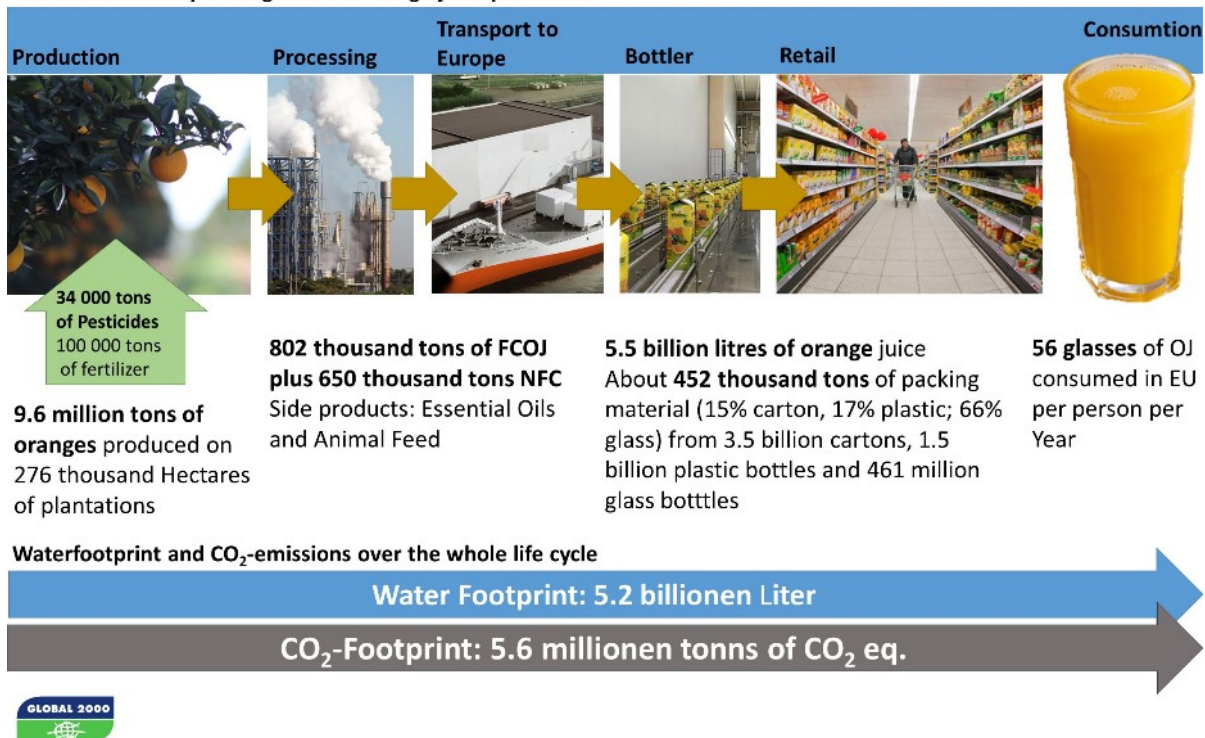 Production
Processing
Transport to
Europe
Bottler
Retail
Consumtion
34 000 tons
of Pesticides
100 000 tons
of fertilizer
9.6 million tons of
oranges produced on
276 thousand Hectares
of plantations
802 thousand tons of FCOJ
plus 650 thousand tons NFC
Side products: Essential Oils
and Animal Feed
5.5 billion litres of orange juice
About 452 thousand tons of packing
material (15% carton, 17% plastic; 66%
glass) from 3.5 billion cartons, 1.5
billion plastic bottles and 461 million
glass botttles
56 glasses of OJ
consumed in EU
per person per
Year
Waterfootprint and CO₂-emissions over the whole life cycle
Water Footprint: 5.2 billionen Liter
CO₂-Footprint: 5.6 millionen tonns of CO₂ eq.
GLOBAL 2000